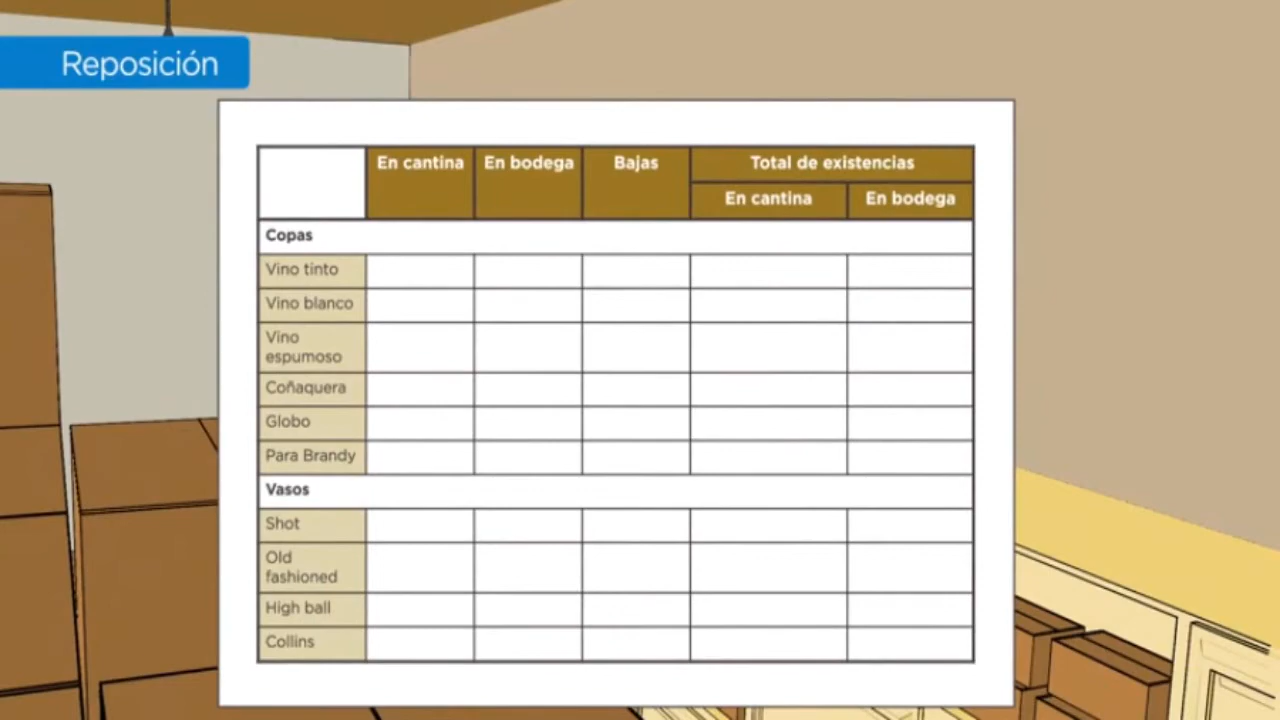 Reposición
En cantina En bodega Bajas Total de existencias
En cantina En bodega
Copas
Vino tinto
Vino blanco
Vino
espumoso
Coñaquera
Globo
Para Brandy
Vasos
Shot
Old
fashioned
High ball
Collins